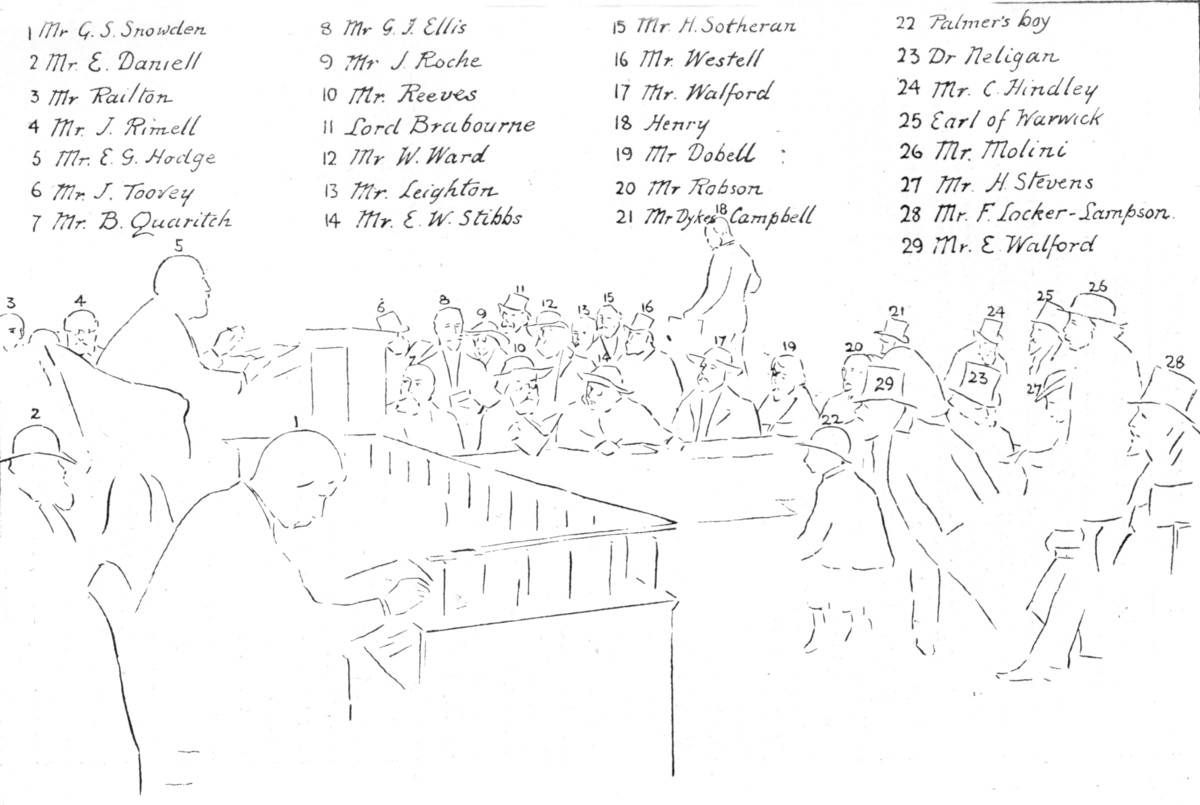 1 Mr G. S. Snowden
2 Mr. E. Daniell
3 Mr Railton
4 Mr. J. Rimell
5 Mr. E. G. Hodge
6 Mr. J. Toovey
7 Mr. B. Quaritch
8 Mr G. I. Ellis
9 Mr J. Roche
10 Mr. Reeves
11 Lord Brabourne
12 Mr W. Ward
13 Mr. Leighton
14 Mr. E. W. Stibbs
15 Mr. H. Sotheran
16 Mr. Westell
17 Mr. Walford
18 Henry
19 Mr Dobell
20 Mr Robson
21 Mr Dykes Campbell
22 Palmer's boy
23 Dr Neligan
24 Mr. C. Hindley
25 Earl of Warwick
26 Mr. Molini
27 Mr. H. Stevens
28 Mr. F. Locker-Lampson.
29 Mr. E. Walford
18
5
3
4
6
8
9
11
12
13
15
16
21
24
25
26
7
10
14
17
19
20
29
23
27
28
2
1
22